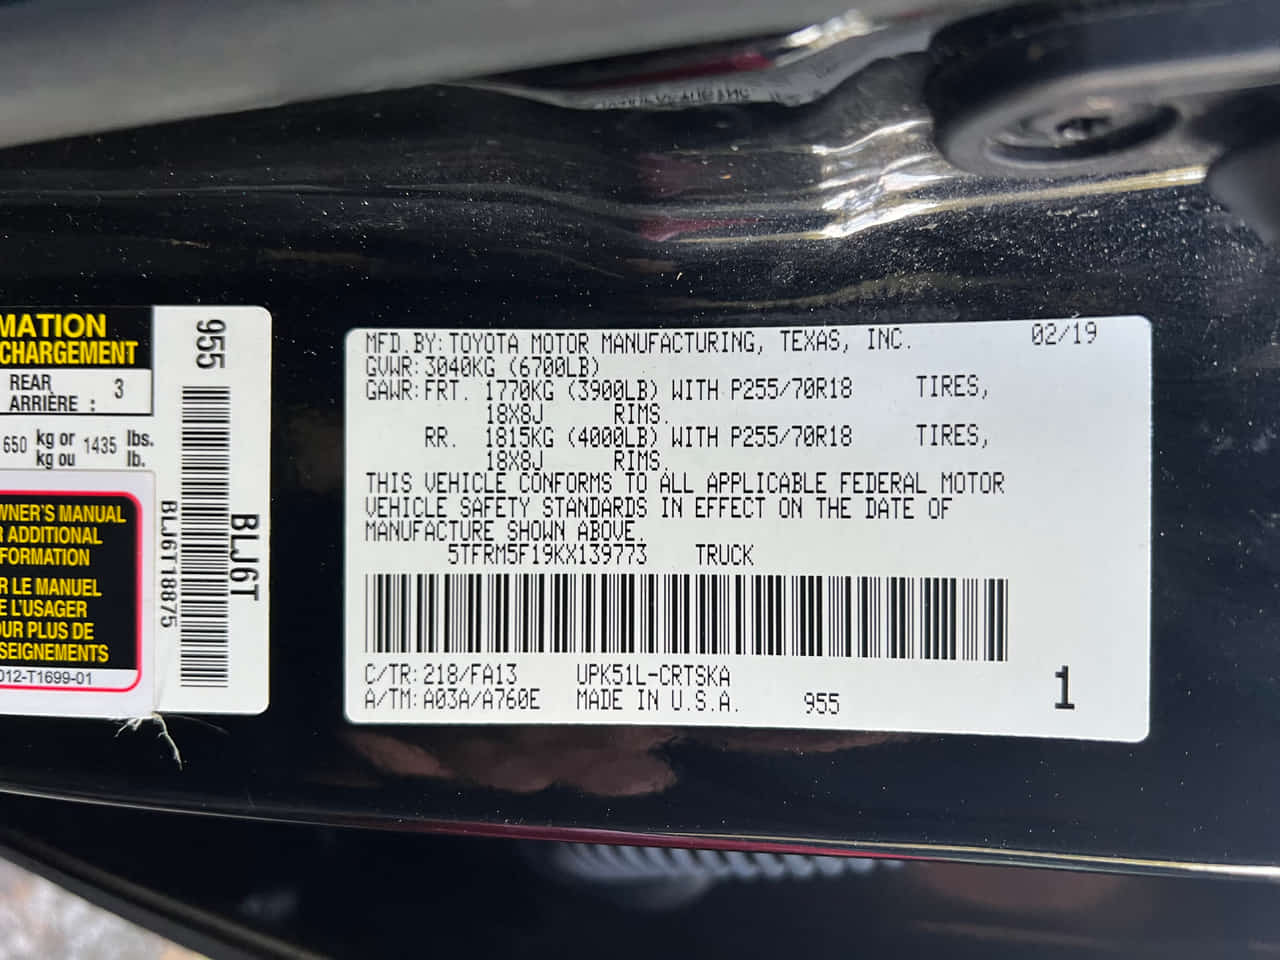 MATION
CHARGEMENT
REAR
ARRIÈRE : 3
650 kg or 1435 lbs.
kg ou lb.
WNER'S MANUAL
R ADDITIONAL
FORMATION
R LE MANUEL
E L'USAGER
OUR PLUS DE
SEIGNEMENTS
012-T1699-01
955
BLJ6T
BLJ6T18875
MFD.BY:TOYOTA MOTOR MANUFACTURING, TEXAS, INC. 02/19
GVWR:3040KG (6700LB)
GAWR:FRT. 1770KG (3900LB) WITH P255/70R18 TIRES,
18X8J RIMS.
RR. 1815KG (4000LB) WITH P255/70R18 TIRES,
18X8J RIMS.
THIS VEHICLE CONFORMS TO ALL APPLICABLE FEDERAL MOTOR
VEHICLE SAFETY STANDARDS IN EFFECT ON THE DATE OF
MANUFACTURE SHOWN ABOVE.
5TFRM5F19KX139773 TRUCK
C/TR:218/FA13 UPK51L-CRTSKA
A/TM:A03A/A760E MADE IN U.S.A. 955
1